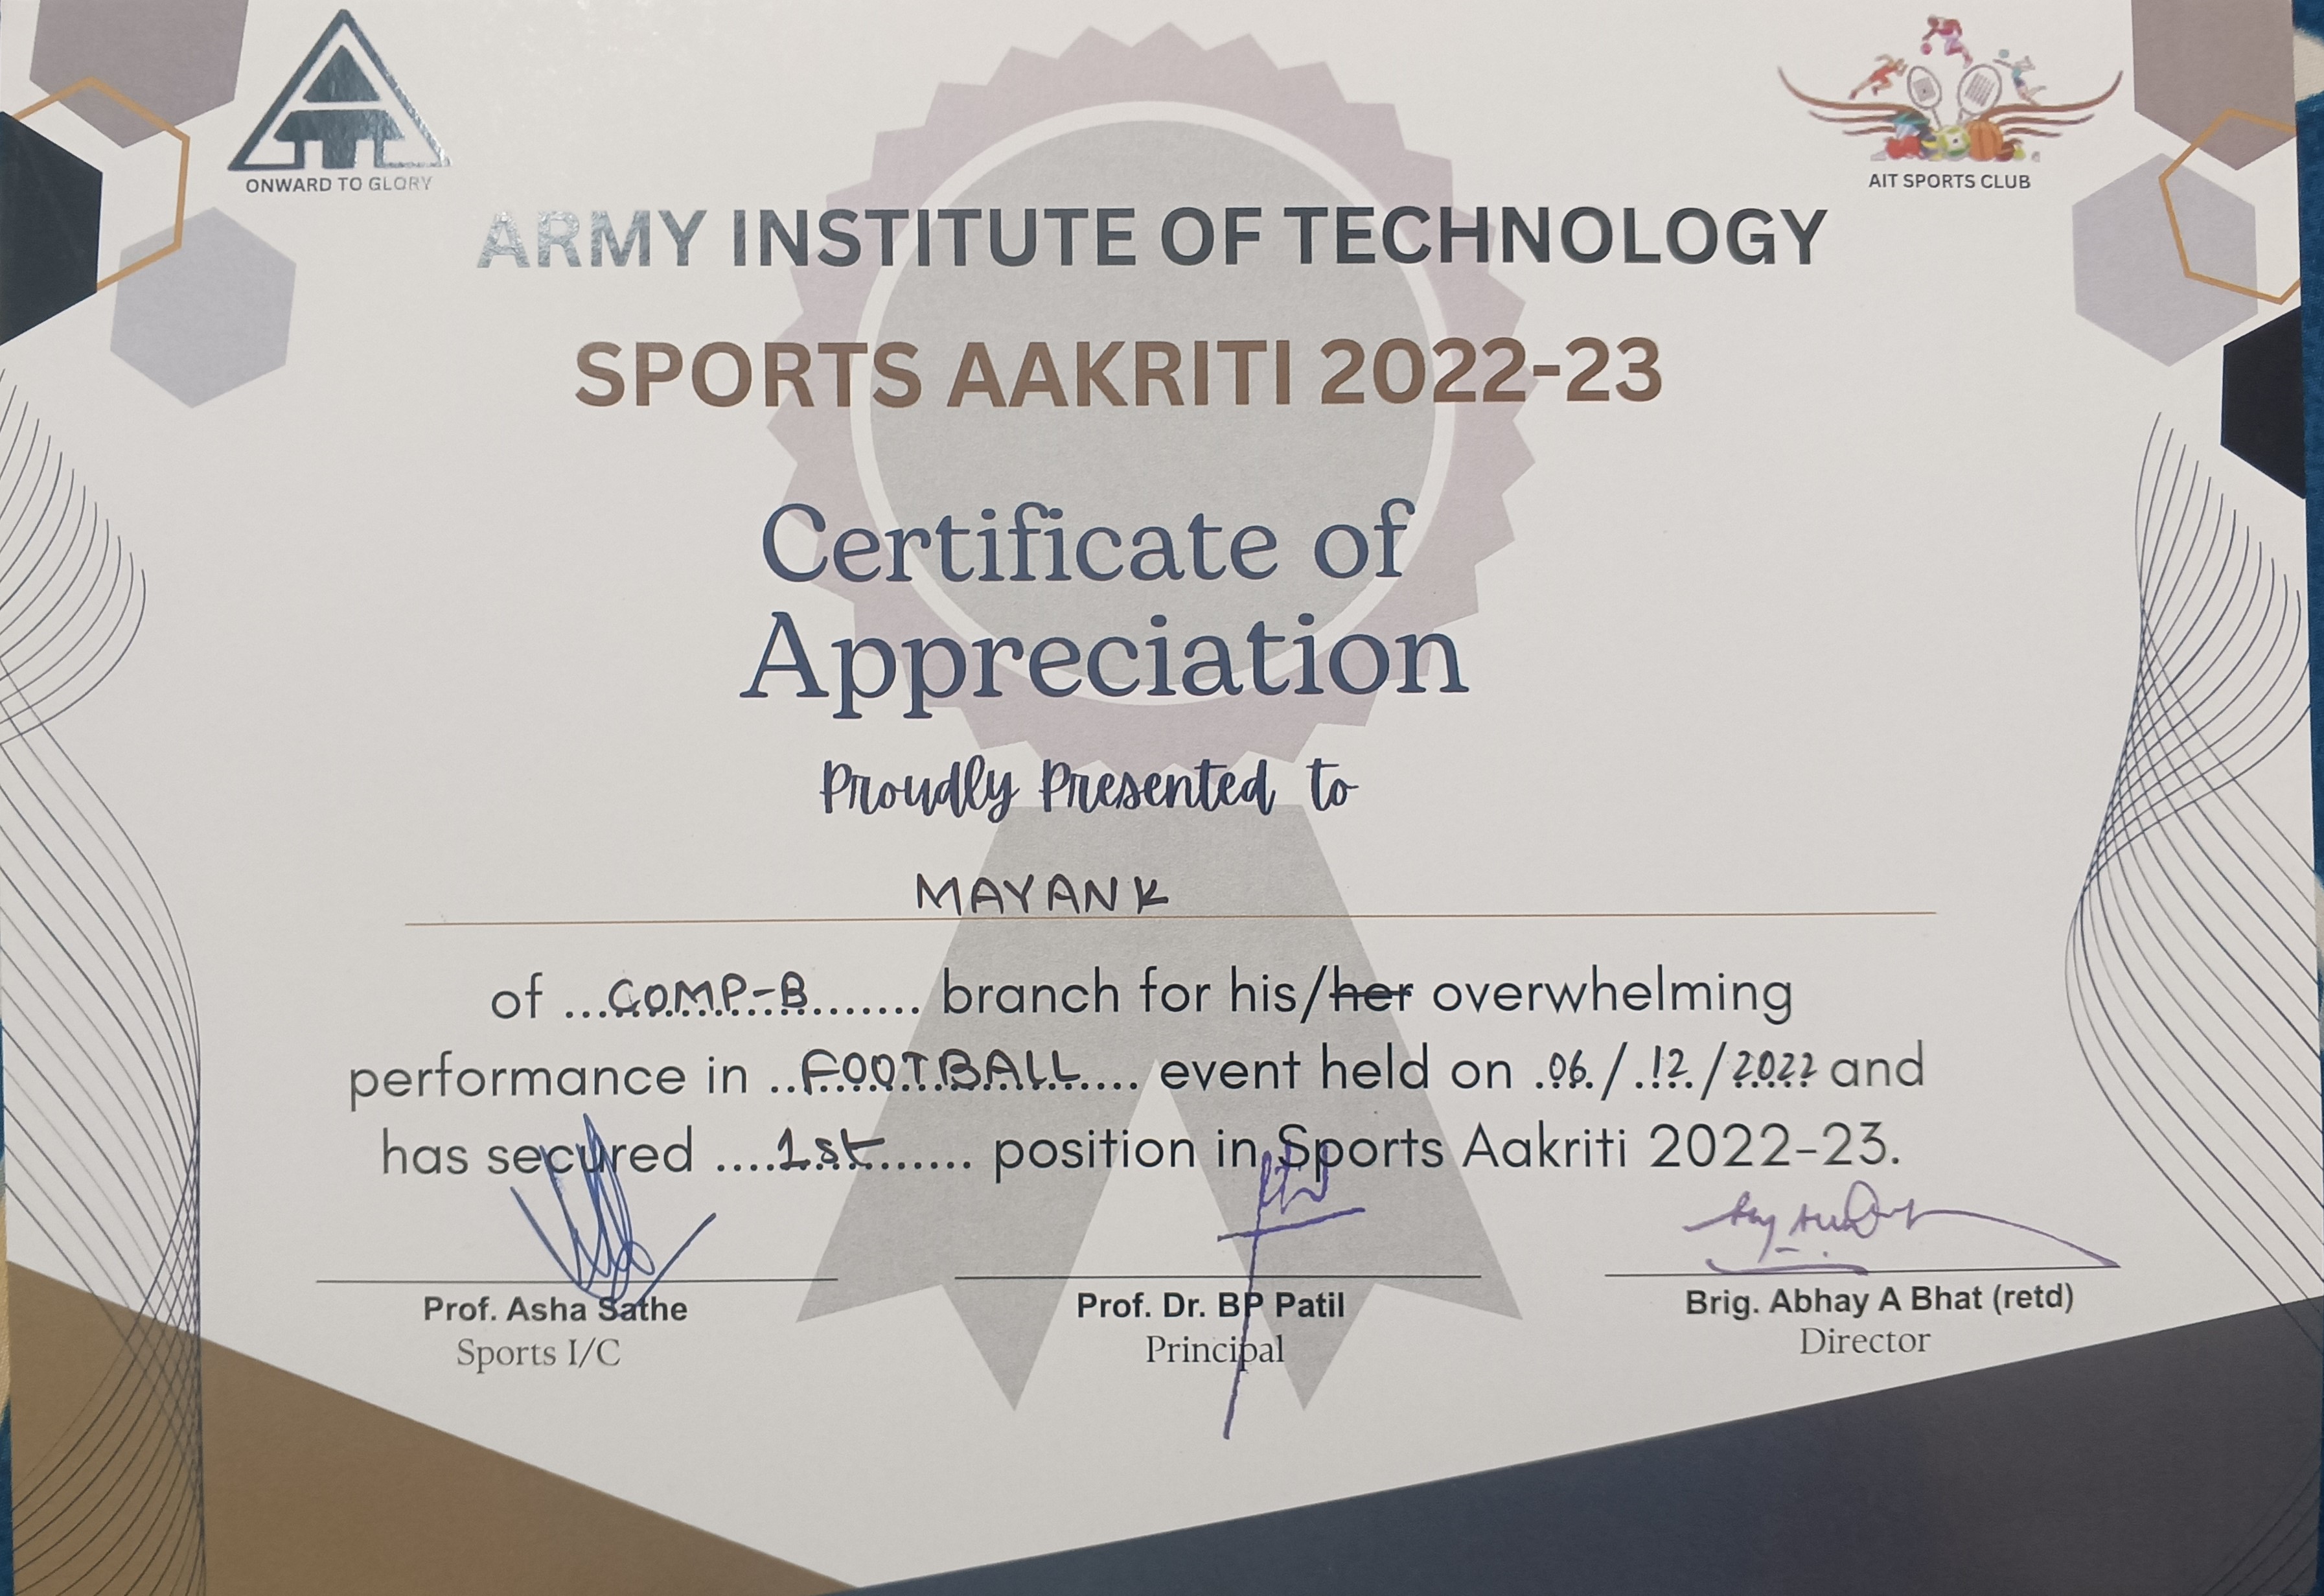 ONWARD TO GLORY
AIT SPORTS CLUB
ARMY INSTITUTE OF TECHNOLOGY
SPORTS AAKRITI 2022-23
Certificate of
Appreciation
Proudly Presented to
MAYANK
of ...COMP-B....... branch for his/her overwhelming
performance in ..FOOTBALL.... event held on .06./.12./2022 and
has secured ....1st....... position in Sports Aakriti 2022-23.
Prof. Asha Sathe
Sports I/C
Prof. Dr. BP Patil
Principal
Brig. Abhay A Bhat (retd)
Director